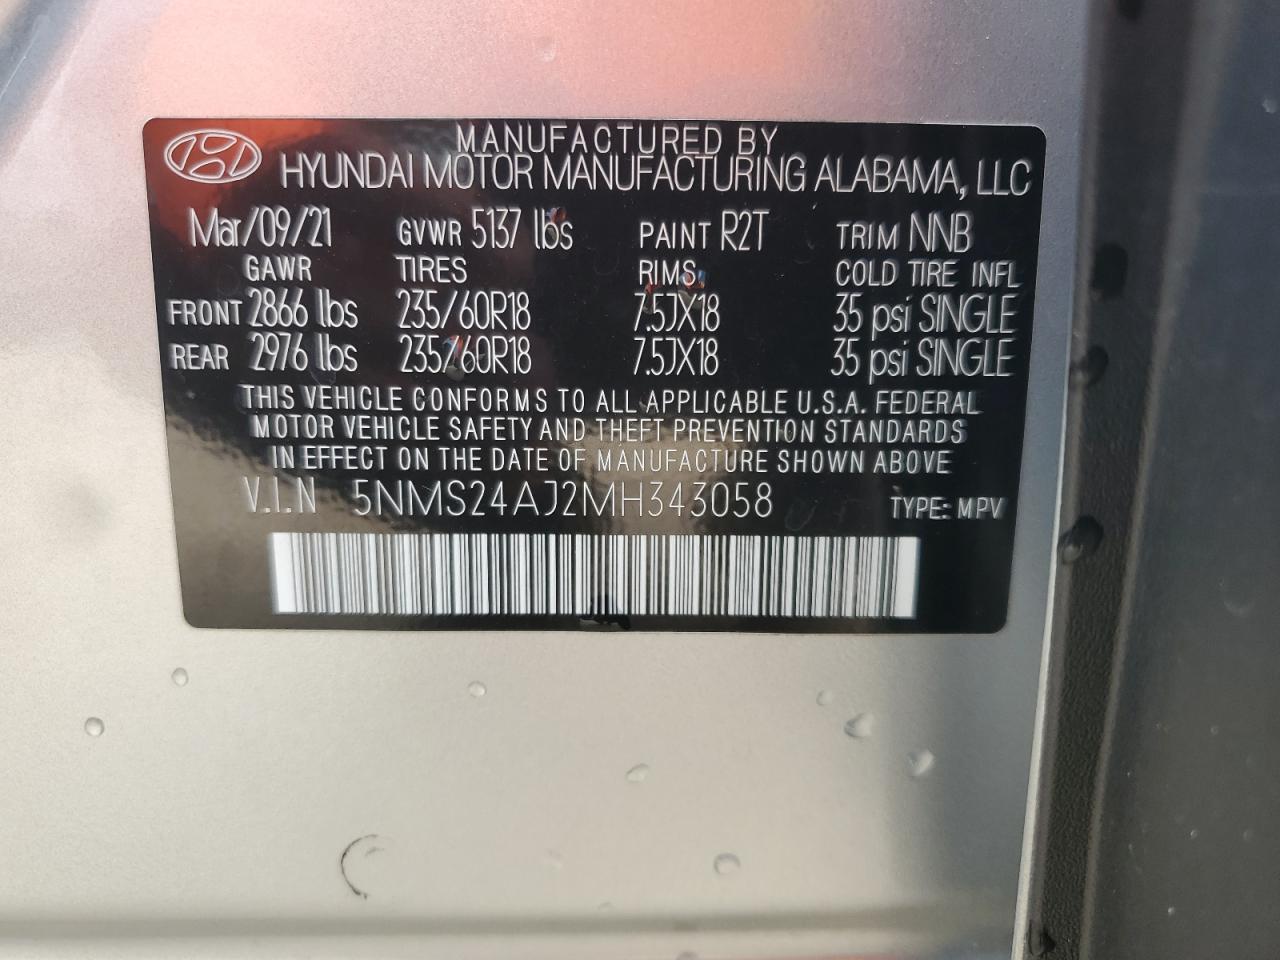 MANUFACTURED BY
HYUNDAI MOTOR MANUFACTURING ALABAMA, LLC
Mar/09/21 GVWR 5137 lbs PAINT R2T TRIM NNB
GAWR TIRES RIMS COLD TIRE INFL
FRONT 2866 lbs 235/60R18 7.5JX18 35 psi SINGLE
REAR 2976 lbs 235/60R18 7.5JX18 35 psi SINGLE
THIS VEHICLE CONFORMS TO ALL APPLICABLE U.S.A. FEDERAL
MOTOR VEHICLE SAFETY AND THEFT PREVENTION STANDARDS
IN EFFECT ON THE DATE OF MANUFACTURE SHOWN ABOVE
V.I.N 5NMS24AJ2MH343058 TYPE: MPV